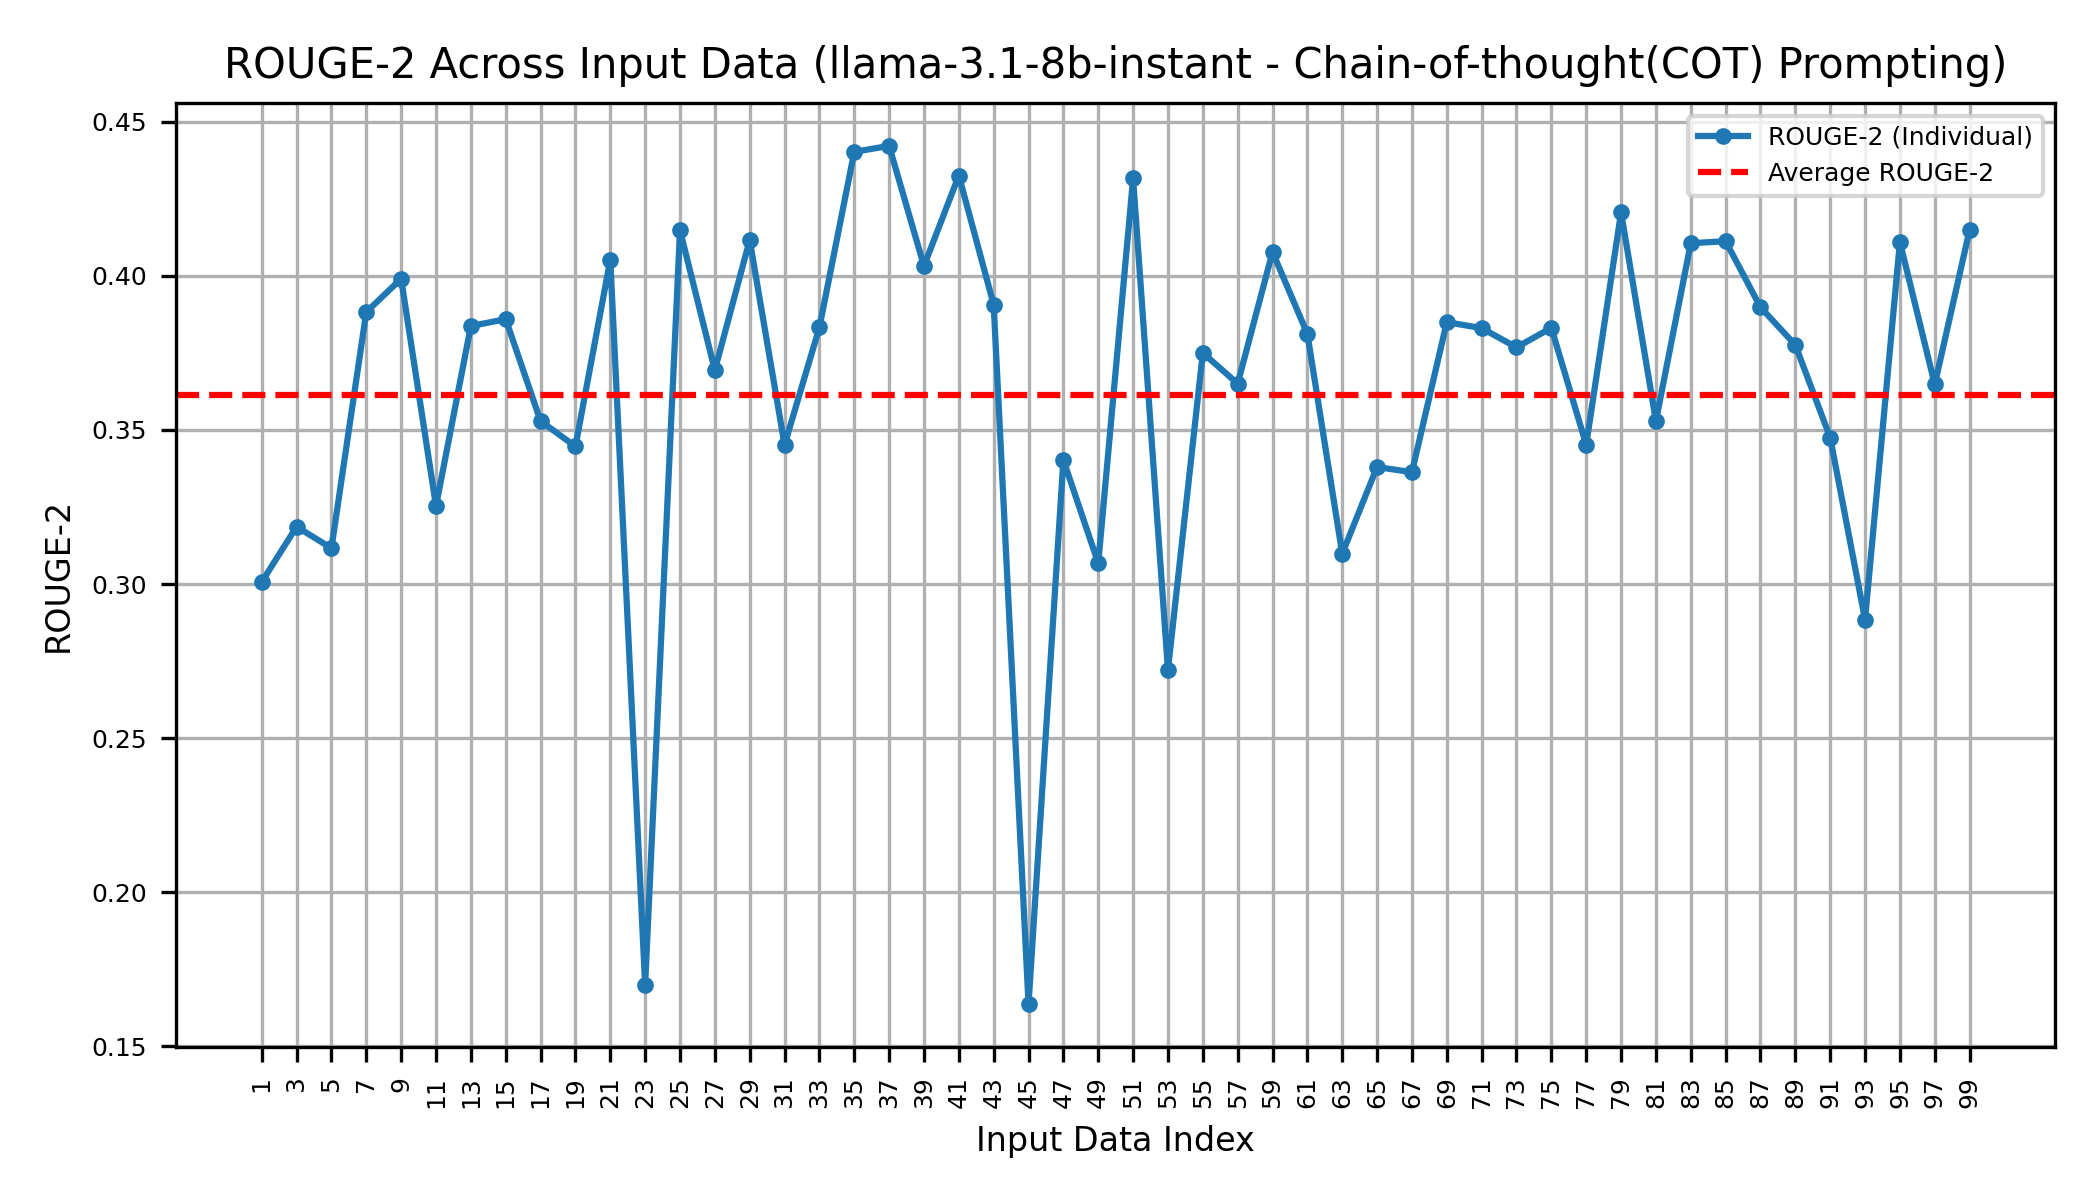 ROUGE-2 Across Input Data (llama-3.1-8b-instant - Chain-of-thought(COT) Prompting)
ROUGE-2 (Individual)
Average ROUGE-2
0.45
0.40
0.35
0.30
0.25
0.20
0.15
ROUGE-2
1 3 5 7 9 11 13 15 17 19 21 23 25 27 29 31 33 35 37 39 41 43 45 47 49 51 53 55 57 59 61 63 65 67 69 71 73 75 77 79 81 83 85 87 89 91 93 95 97 99
Input Data Index